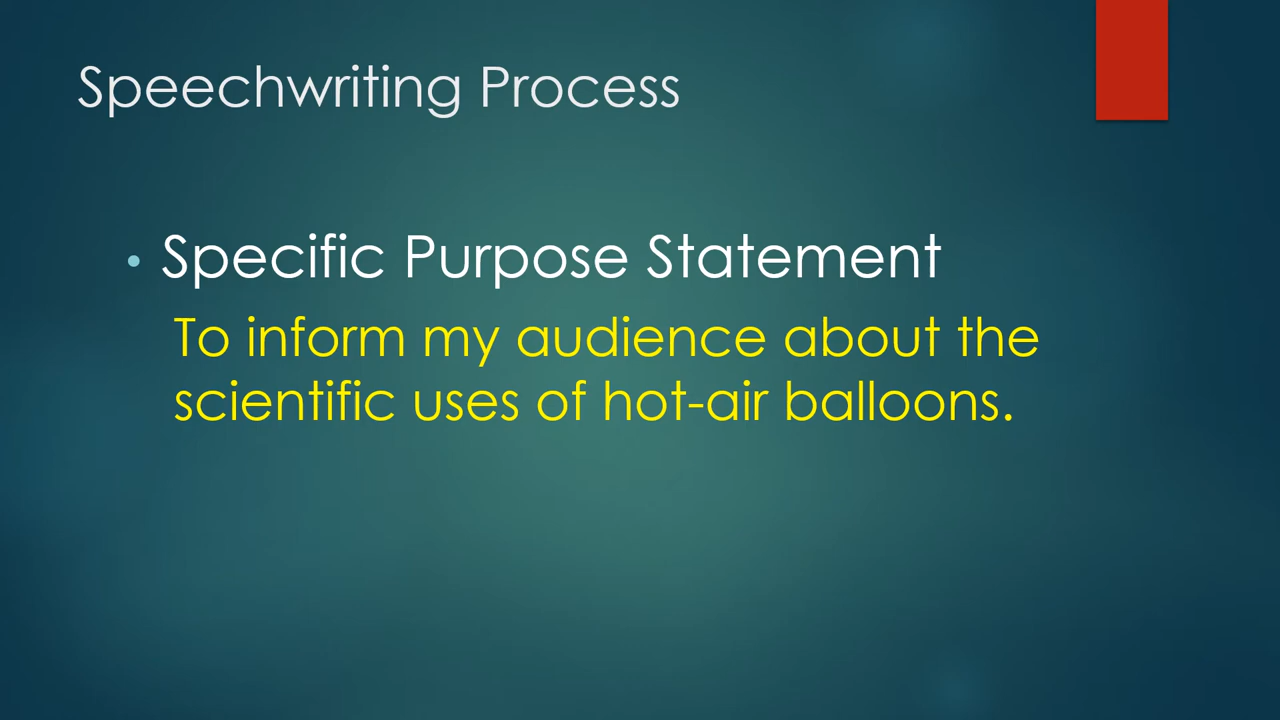 Speechwriting Process
• Specific Purpose Statement
To inform my audience about the
scientific uses of hot-air balloons.